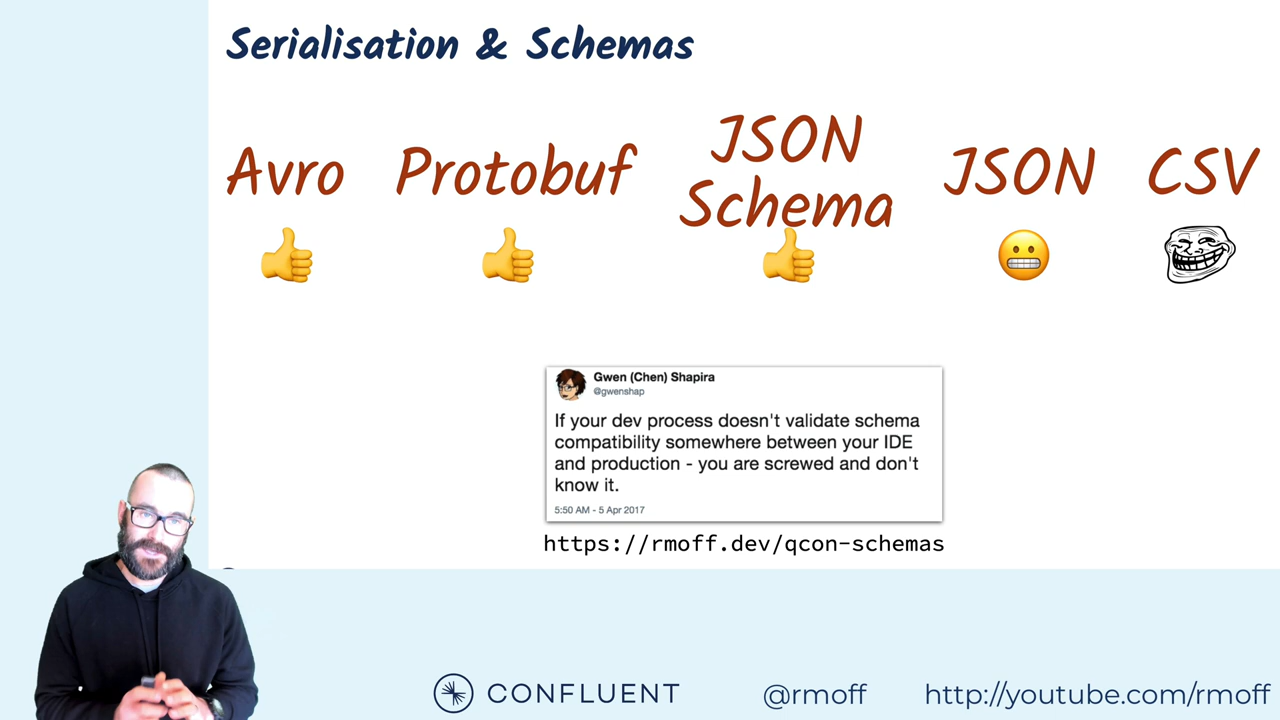 Serialisation & Schemas
Avro
Protobuf
JSON
Schema
JSON
CSV
Gwen (Chen) Shapira
@gwenshap
If your dev process doesn't validate schema
compatibility somewhere between your IDE
and production - you are screwed and don't
know it.
5:50 AM - 5 Apr 2017
https://rmoff.dev/qcon-schemas
CONFLUENT
@rmoff
http://youtube.com/rmoff